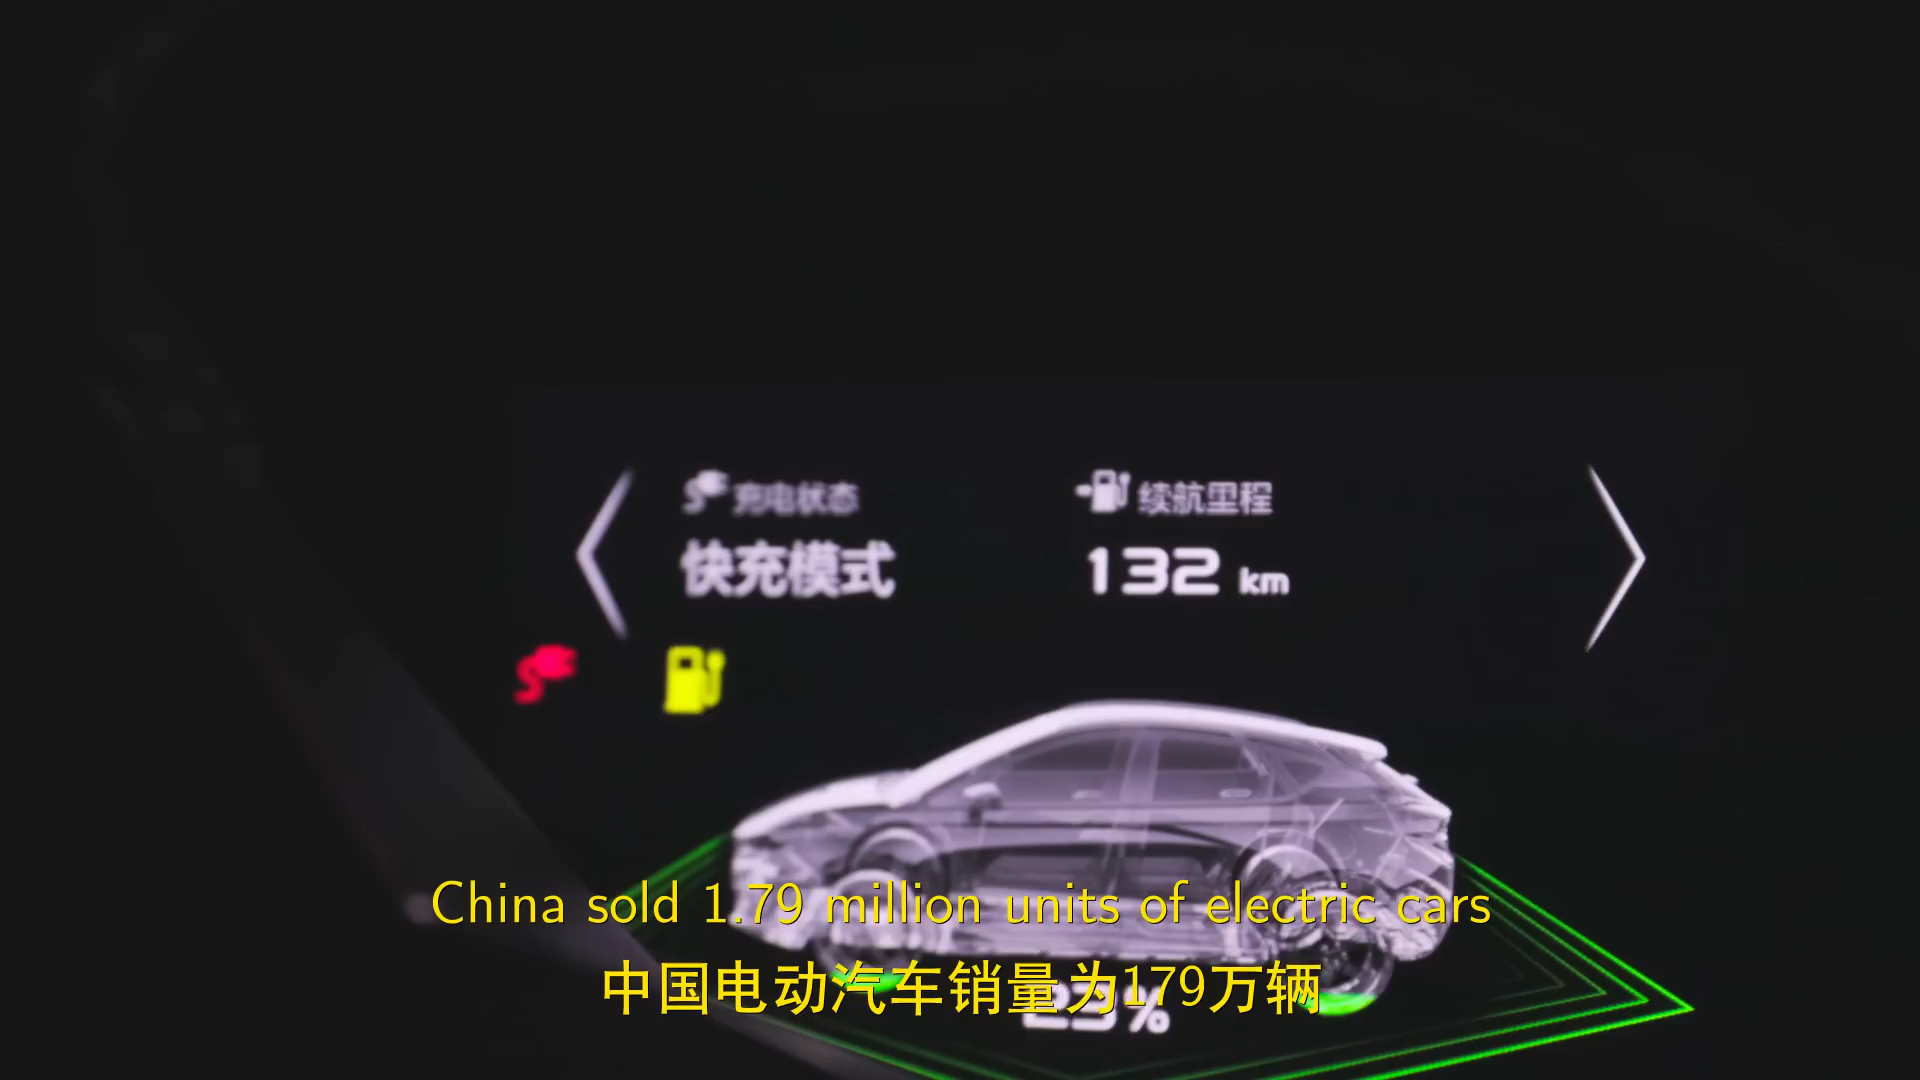 充电状态
续航里程
快充模式
132 km
China sold 1.79 million units of electric cars
中国电动汽车销量为179万辆
23%